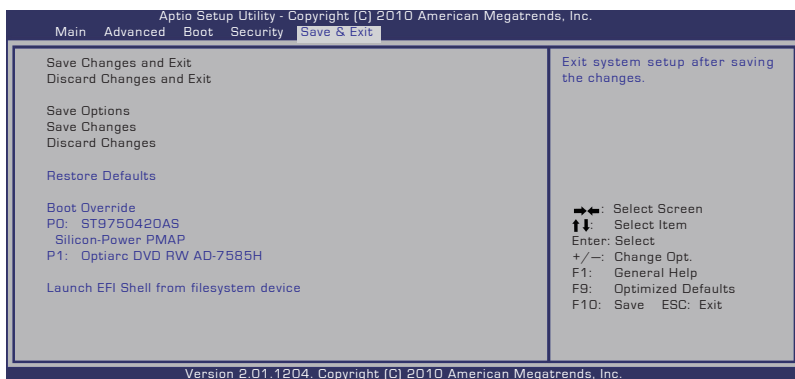 Aptio Setup Utility - Copyright (C) 2010 American Megatrends, Inc.
Main Advanced Boot Security Save & Exit
Save Changes and Exit
Discard Changes and Exit
Save Options
Save Changes
Discard Changes
Restore Defaults
Boot Override
P0: ST9750420AS
Silicon-Power PMAP
P1: Optiarc DVD RW AD-7585H
Launch EFI Shell from filesystem device
Exit system setup after saving
the changes.
→←: Select Screen
↑↓: Select Item
Enter: Select
+/—: Change Opt.
F1: General Help
F9: Optimized Defaults
F10: Save ESC: Exit
Version 2.01.1204. Copyright (C) 2010 American Megatrends, Inc.